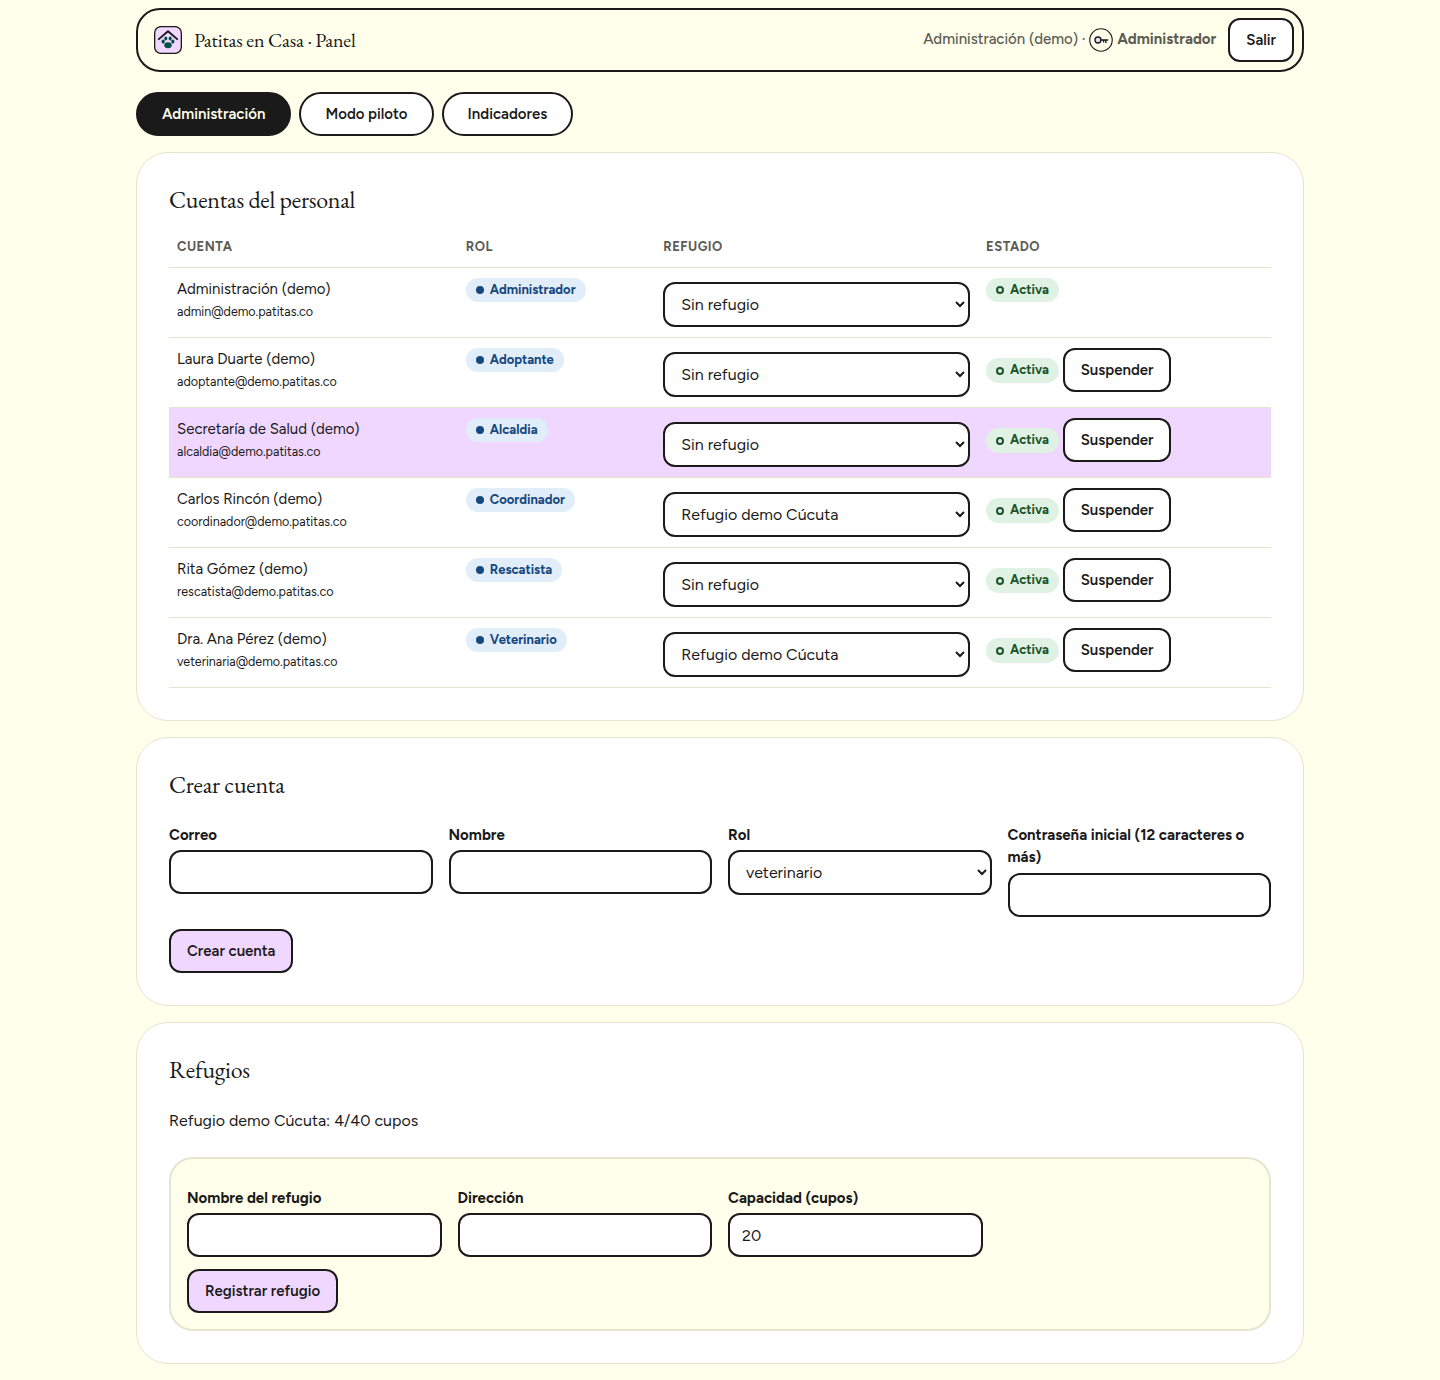 Patitas en Casa · Panel
Administración (demo) · Administrador
Salir
Administración
Modo piloto
Indicadores
Cuentas del personal
CUENTA ROL REFUGIO ESTADO
Administración (demo)
admin@demo.patitas.co
Administrador
Sin refugio
Activa
Laura Duarte (demo)
adoptante@demo.patitas.co
Adoptante
Sin refugio
Activa
Suspender
Secretaría de Salud (demo)
alcaldia@demo.patitas.co
Alcaldia
Sin refugio
Activa
Suspender
Carlos Rincón (demo)
coordinador@demo.patitas.co
Coordinador
Refugio demo Cúcuta
Activa
Suspender
Rita Gómez (demo)
rescatista@demo.patitas.co
Rescatista
Sin refugio
Activa
Suspender
Dra. Ana Pérez (demo)
veterinaria@demo.patitas.co
Veterinario
Refugio demo Cúcuta
Activa
Suspender
Crear cuenta
Correo
Nombre
Rol
veterinario
Contraseña inicial (12 caracteres o
más)
Crear cuenta
Refugios
Refugio demo Cúcuta: 4/40 cupos
Nombre del refugio
Dirección
Capacidad (cupos)
20
Registrar refugio